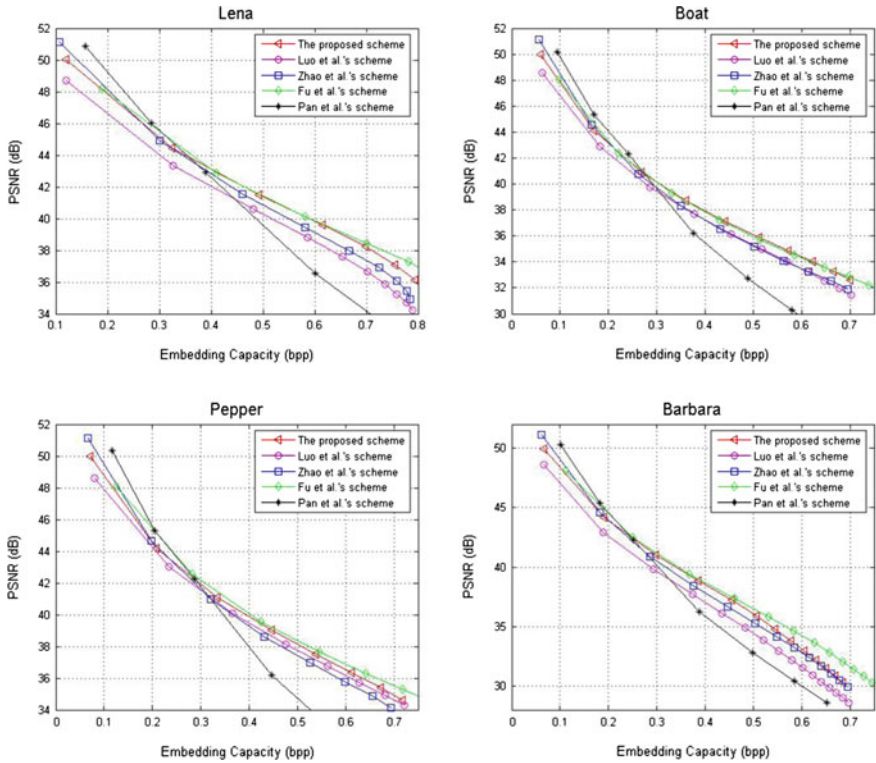 Lena
52
50
48
46
44
42
40
38
36
34
PSNR (dB)
The proposed scheme
Luo et al.'s scheme
Zhao et al.'s scheme
Fu et al.'s scheme
Pan et al.'s scheme
0.1 0.2 0.3 0.4 0.5 0.6 0.7 0.8
Embedding Capacity (bpp)
Boat
52
50
48
46
44
42
40
38
36
34
32
30
PSNR (dB)
The proposed scheme
Luo et al.'s scheme
Zhao et al.'s scheme
Fu et al.'s scheme
Pan et al.'s scheme
0 0.1 0.2 0.3 0.4 0.5 0.6 0.7
Embedding Capacity (bpp)
Pepper
52
50
48
46
44
42
40
38
36
34
PSNR (dB)
The proposed scheme
Luo et al.'s scheme
Zhao et al.'s scheme
Fu et al.'s scheme
Pan et al.'s scheme
0 0.1 0.2 0.3 0.4 0.5 0.6 0.7
Embedding Capacity (bpp)
Barbara
50
45
40
35
30
PSNR (dB)
The proposed scheme
Luo et al.'s scheme
Zhao et al.'s scheme
Fu et al.'s scheme
Pan et al.'s scheme
0 0.1 0.2 0.3 0.4 0.5 0.6 0.7
Embedding Capacity (bpp)